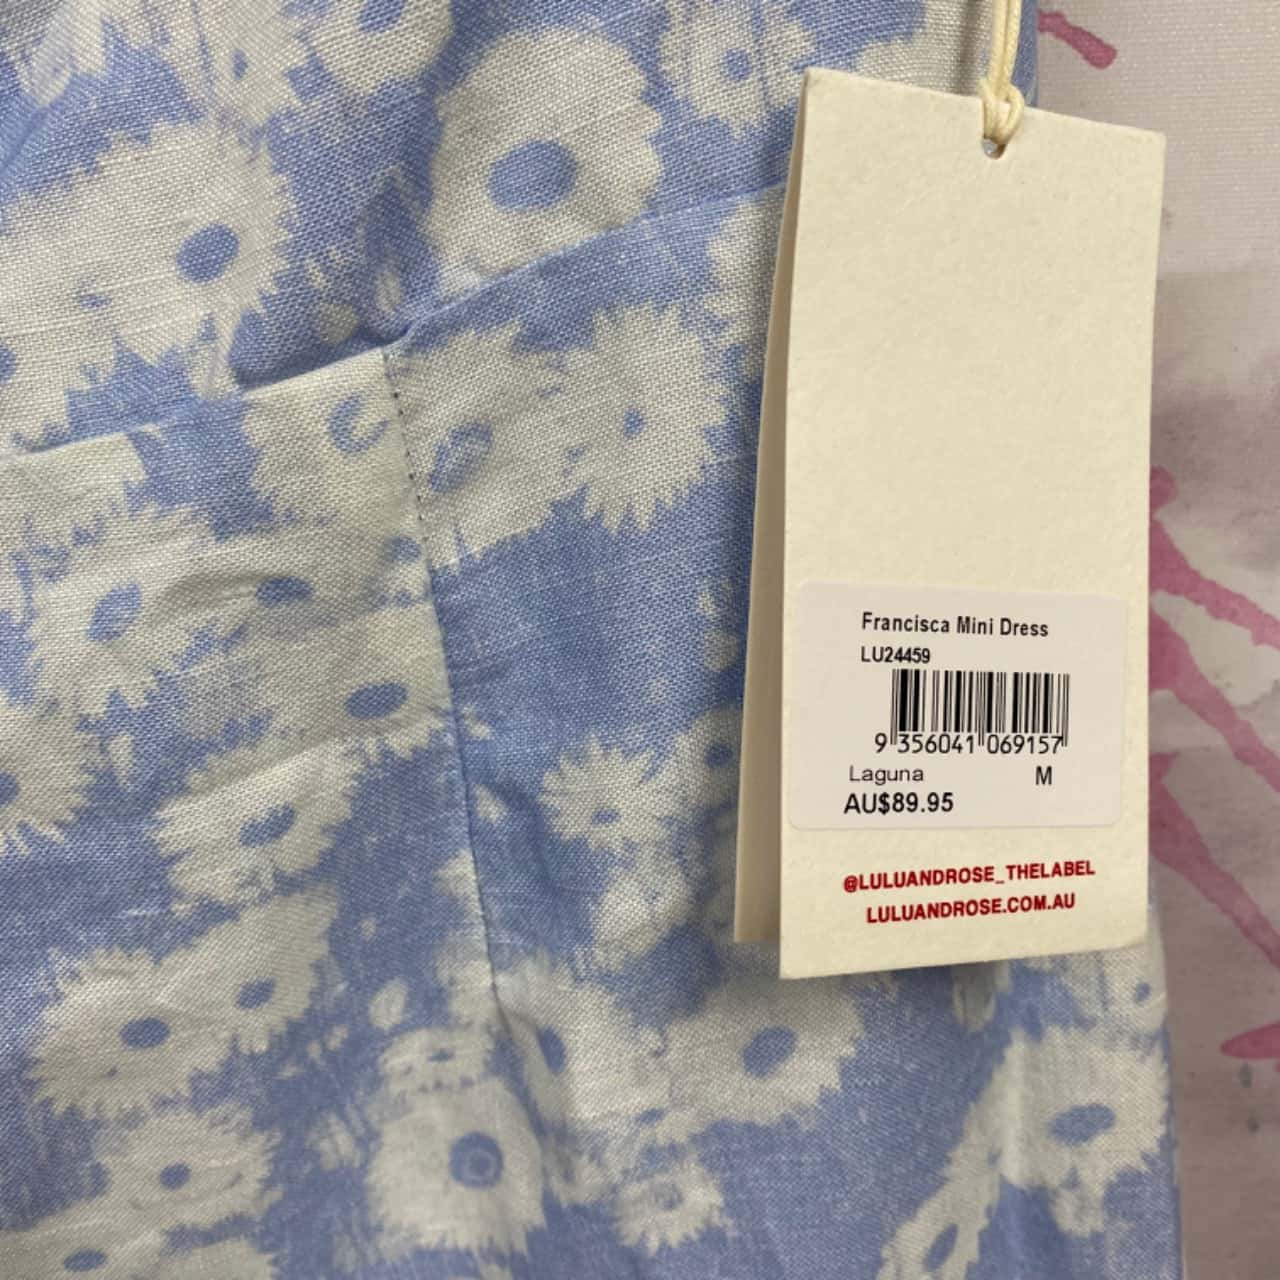 Francisca Mini Dress
LU24459
9 356041 069157
Laguna M
AU$89.95
@LULUANDROSE_THELABEL
LULUANDROSE.COM.AU